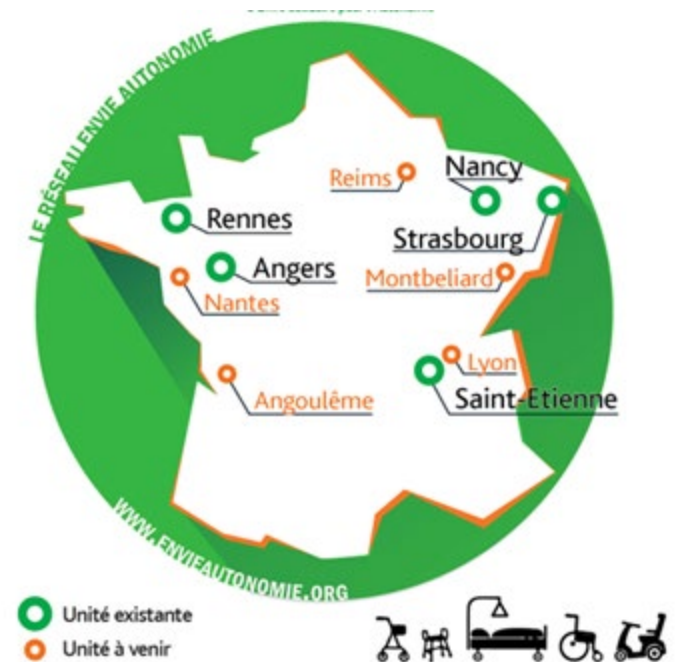 LE RÉSEAU ENVIE AUTONOMIE
Reims
Nancy
Rennes
Strasbourg
Angers
Montbeliard
Nantes
Lyon
Angoulême
Saint-Etienne
WWW.ENVIEAUTONOMIE.ORG
Unité existante
Unité à venir